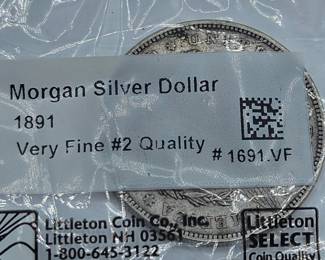 Morgan Silver Dollar
1891
Very Fine #2 Quality
# 1691.VF
Littleton Coin Co., Inc.
Littleton NH 03561
1-800-645-3122
Littleton
SELECT
Coin Quality